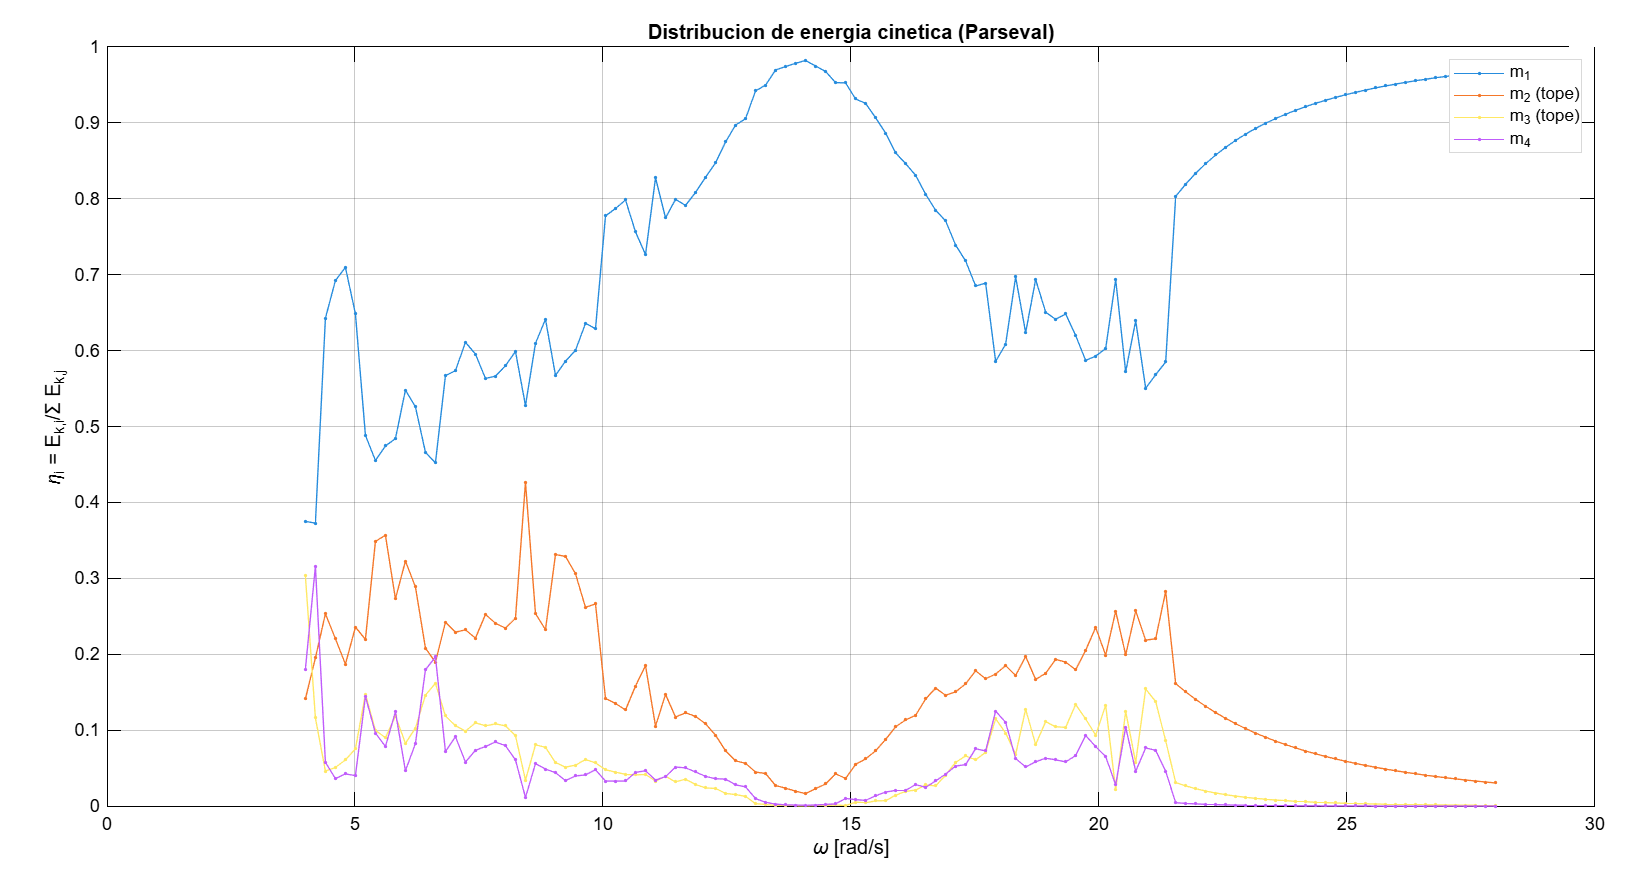 Distribucion de energia cinetica (Parseval)
m₁
m₂ (tope)
m₃ (tope)
m₄
1
0.9
0.8
0.7
0.6
0.5
0.4
0.3
0.2
0.1
0
ηᵢ = E_{k,i}/Σ E_{k,j}
0 5 10 15 20 25 30
ω [rad/s]